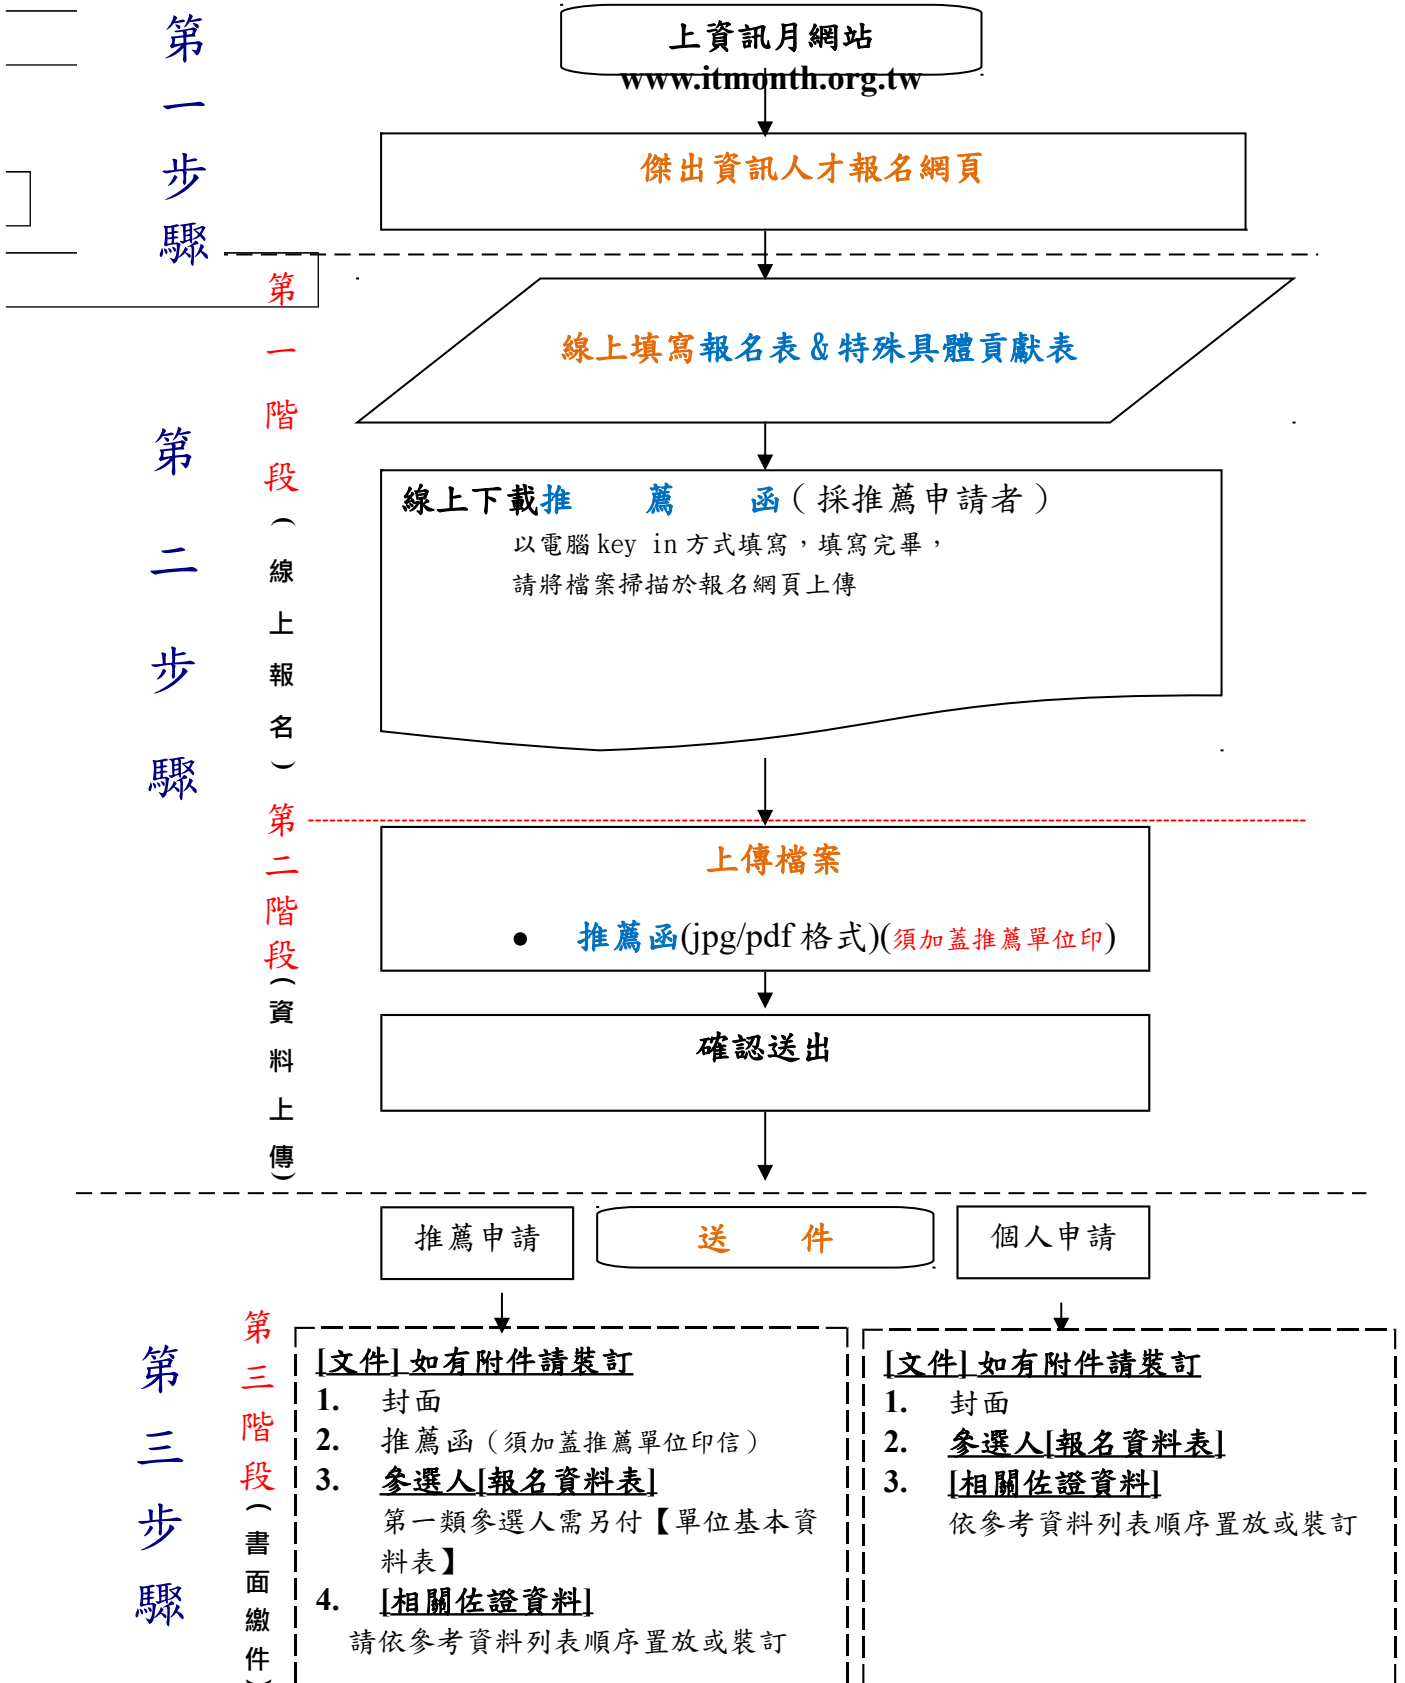 第一步驟
上資訊月網站
www.itmonth.org.tw
傑出資訊人才報名網頁
第二步驟
第一階段(線上報名)
線上填寫報名表&特殊具體貢獻表
線上下載推 薦 函(採推薦申請者)
以電腦 key in 方式填寫,填寫完畢,
請將檔案掃描於報名網頁上傳
第二階段(資料上傳)
上傳檔案
● 推薦函(jpg/pdf 格式)(須加蓋推薦單位印)
確認送出
第三步驟
第三階段(書面繳件)
推薦申請
送 件
個人申請
[文件] 如有附件請裝訂
1. 封面
2. 推薦函(須加蓋推薦單位印信)
3. 參選人[報名資料表]
第一類參選人需另付【單位基本資
料表】
4. [相關佐證資料]
請依參考資料列表順序置放或裝訂
[文件] 如有附件請裝訂
1. 封面
2. 參選人[報名資料表]
3. [相關佐證資料]
依參考資料列表順序置放或裝訂